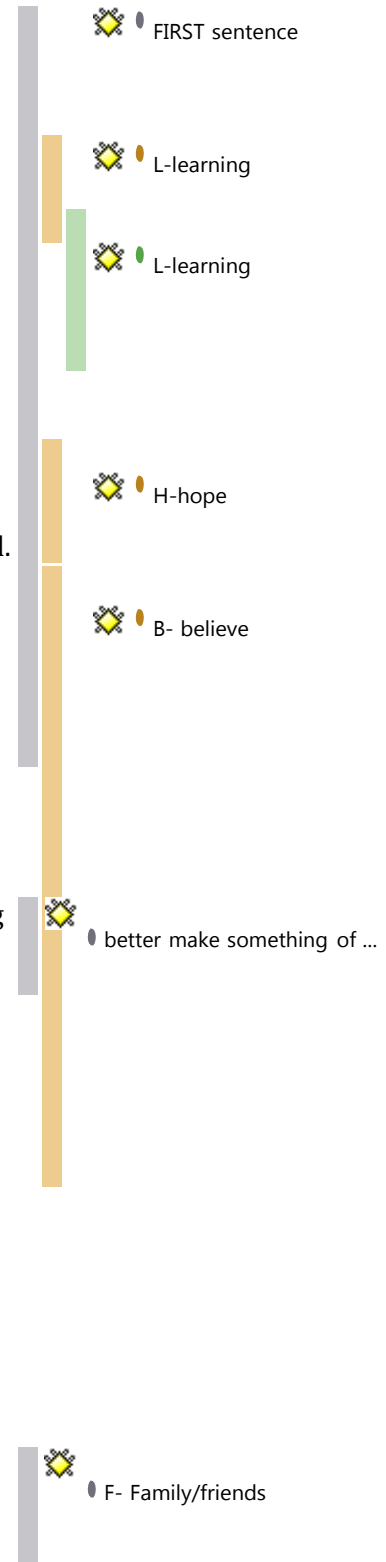 FIRST sentence
L-learning
L-learning
H-hope
B- believe
better make something of ...
F- Family/friends